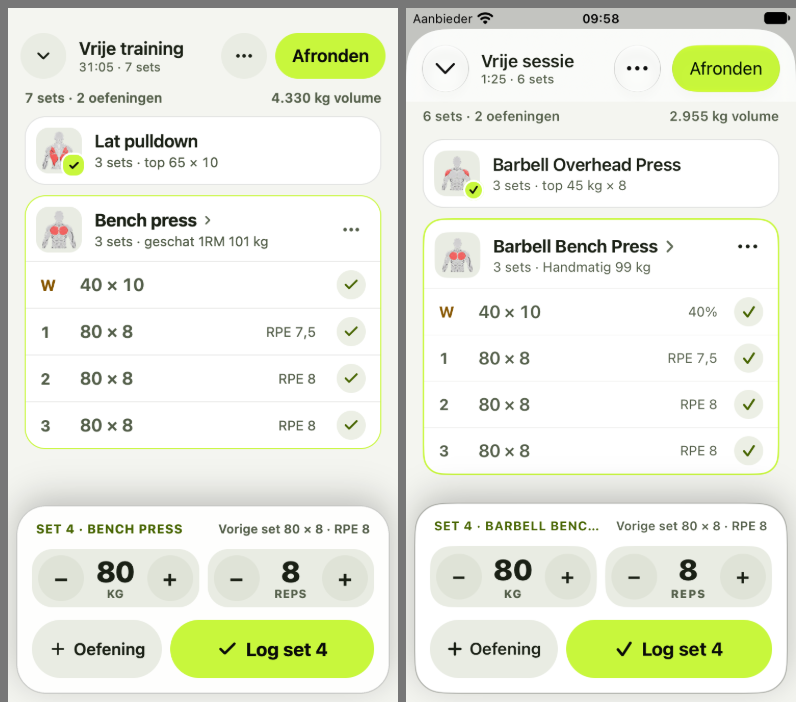 Vrije training
31:05 · 7 sets
Afronden
7 sets · 2 oefeningen
4.330 kg volume
Lat pulldown
3 sets · top 65 × 10
Bench press
3 sets · geschat 1RM 101 kg
W 40 × 10
1 80 × 8 RPE 7,5
2 80 × 8 RPE 8
3 80 × 8 RPE 8
SET 4 · BENCH PRESS
Vorige set 80 × 8 · RPE 8
− 80 +
KG
− 8 +
REPS
+ Oefening
Log set 4
Aanbieder
09:58
Vrije sessie
1:25 · 6 sets
Afronden
6 sets · 2 oefeningen
2.955 kg volume
Barbell Overhead Press
3 sets · top 45 kg × 8
Barbell Bench Press
3 sets · Handmatig 99 kg
W 40 × 10 40%
1 80 × 8 RPE 7,5
2 80 × 8 RPE 8
3 80 × 8 RPE 8
SET 4 · BARBELL BENC...
Vorige set 80 × 8 · RPE 8
− 80 +
KG
− 8 +
REPS
+ Oefening
Log set 4